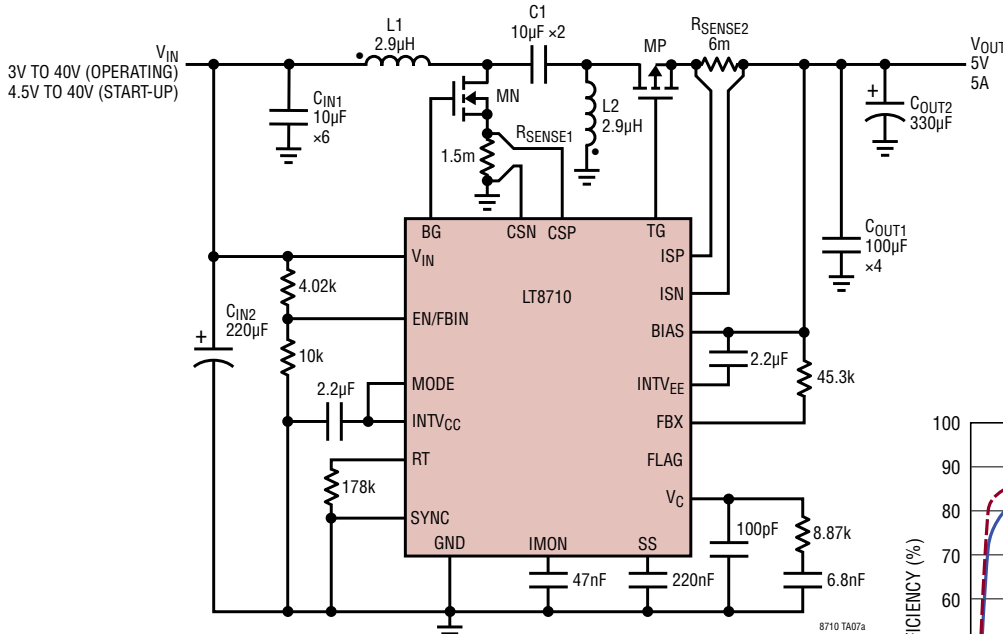 L1
2.9µH
C1
10µF ×2
MP
RSENSE2
6m
VIN
3V TO 40V (OPERATING)
4.5V TO 40V (START-UP)
VOUT
5V
5A
CIN1
10µF
×6
MN
RSENSE1
1.5m
L2
2.9µH
+
COUT2
330µF
COUT1
100µF
×4
BG
CSN
CSP
TG
VIN
ISP
4.02k
LT8710
ISN
EN/FBIN
BIAS
CIN2
220µF
+
10k
2.2µF
INTVEE
45.3k
2.2µF
MODE
INTVCC
FBX
RT
FLAG
178k
VC
SYNC
100pF
8.87k
GND
IMON
SS
47nF
220nF
6.8nF
8710 TA07a
100
90
80
70
60
FICIENCY (%)